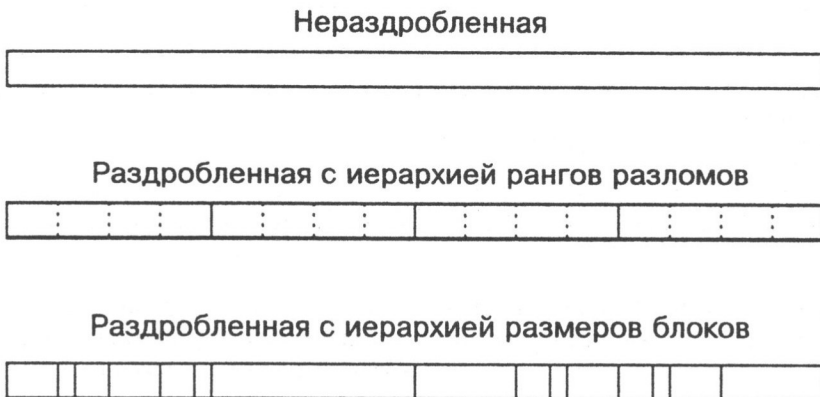 Нераздробленная
Раздробленная с иерархией рангов разломов
Раздробленная с иерархией размеров блоков